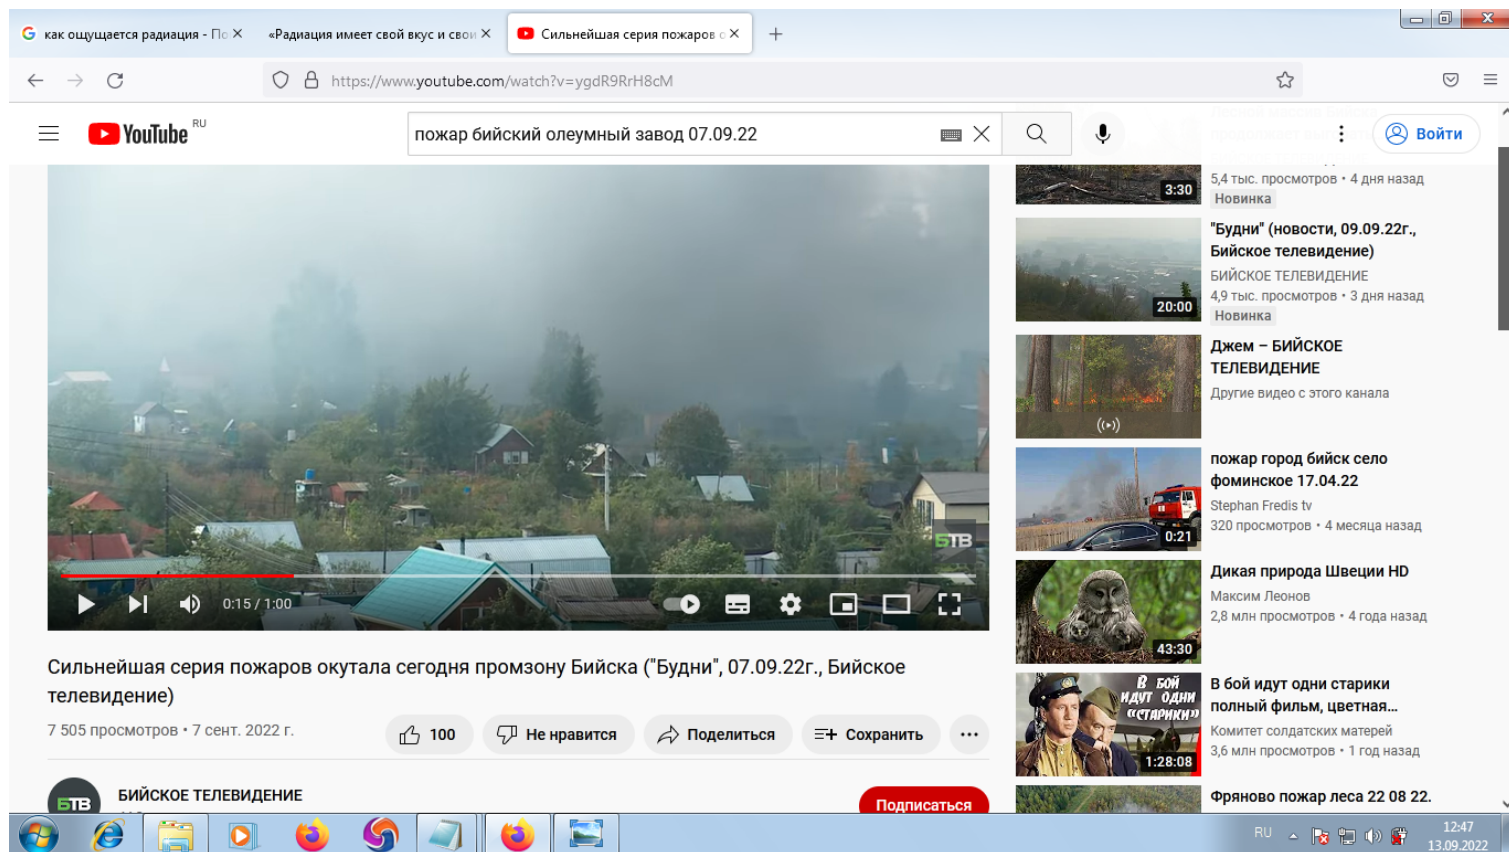 как ощущается радиация - По
«Радиация имеет свой вкус и свои
Сильнейшая серия пожаров о
https://www.youtube.com/watch?v=ygdR9RrH8cM
YouTube RU
пожар бийский олеумный завод 07.09.22
Войти
3:30
5,4 тыс. просмотров • 4 дня назад
Новинка
20:00
"Будни" (новости, 09.09.22г.,
Бийское телевидение)
БИЙСКОЕ ТЕЛЕВИДЕНИЕ
4,9 тыс. просмотров • 3 дня назад
Новинка
Джем – БИЙСКОЕ
ТЕЛЕВИДЕНИЕ
Другие видео с этого канала
0:21
пожар город бийск село
фоминское 17.04.22
Stephan Fredis tv
320 просмотров • 4 месяца назад
43:30
Дикая природа Швеции HD
Максим Леонов
2,8 млн просмотров • 4 года назад
В БОЙ
ИДУТ ОДНИ
«СТАРИКИ»
1:28:08
В бой идут одни старики
полный фильм, цветная...
Комитет солдатских матерей
3,6 млн просмотров • 1 год назад
Фряново пожар леса 22 08 22.
БТВ
0:15 / 1:00
Сильнейшая серия пожаров окутала сегодня промзону Бийска ("Будни", 07.09.22г., Бийское
телевидение)
7 505 просмотров • 7 сент. 2022 г.
100
Не нравится
Поделиться
Сохранить
БТВ
БИЙСКОЕ ТЕЛЕВИДЕНИЕ
Подписаться
RU
12:47
13.09.2022